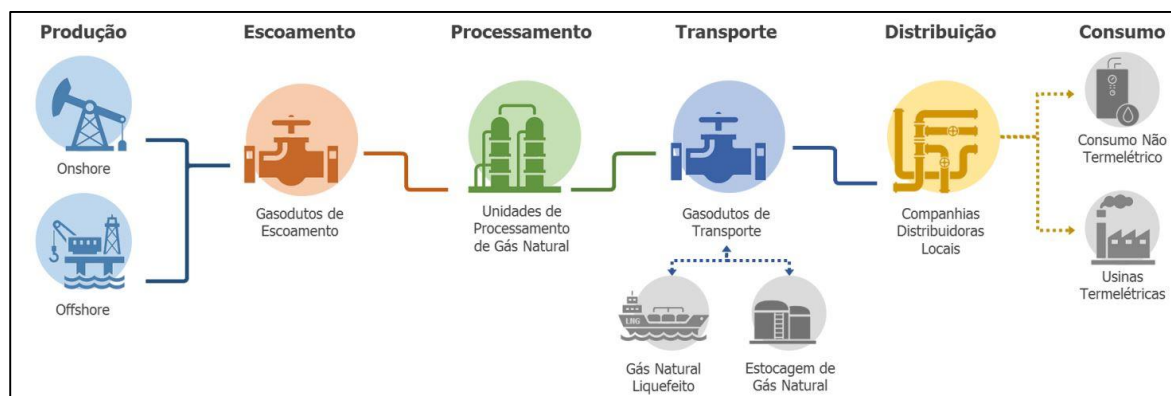 Produção
Escoamento
Processamento
Transporte
Distribuição
Consumo
Onshore
Offshore
Gasodutos de
Escoamento
Unidades de
Processamento
de Gás Natural
Gasodutos de
Transporte
LNG
Gás Natural
Liquefeito
Estocagem de
Gás Natural
Companhias
Distribuidoras
Locais
Consumo Não
Termelétrico
Usinas
Termelétricas